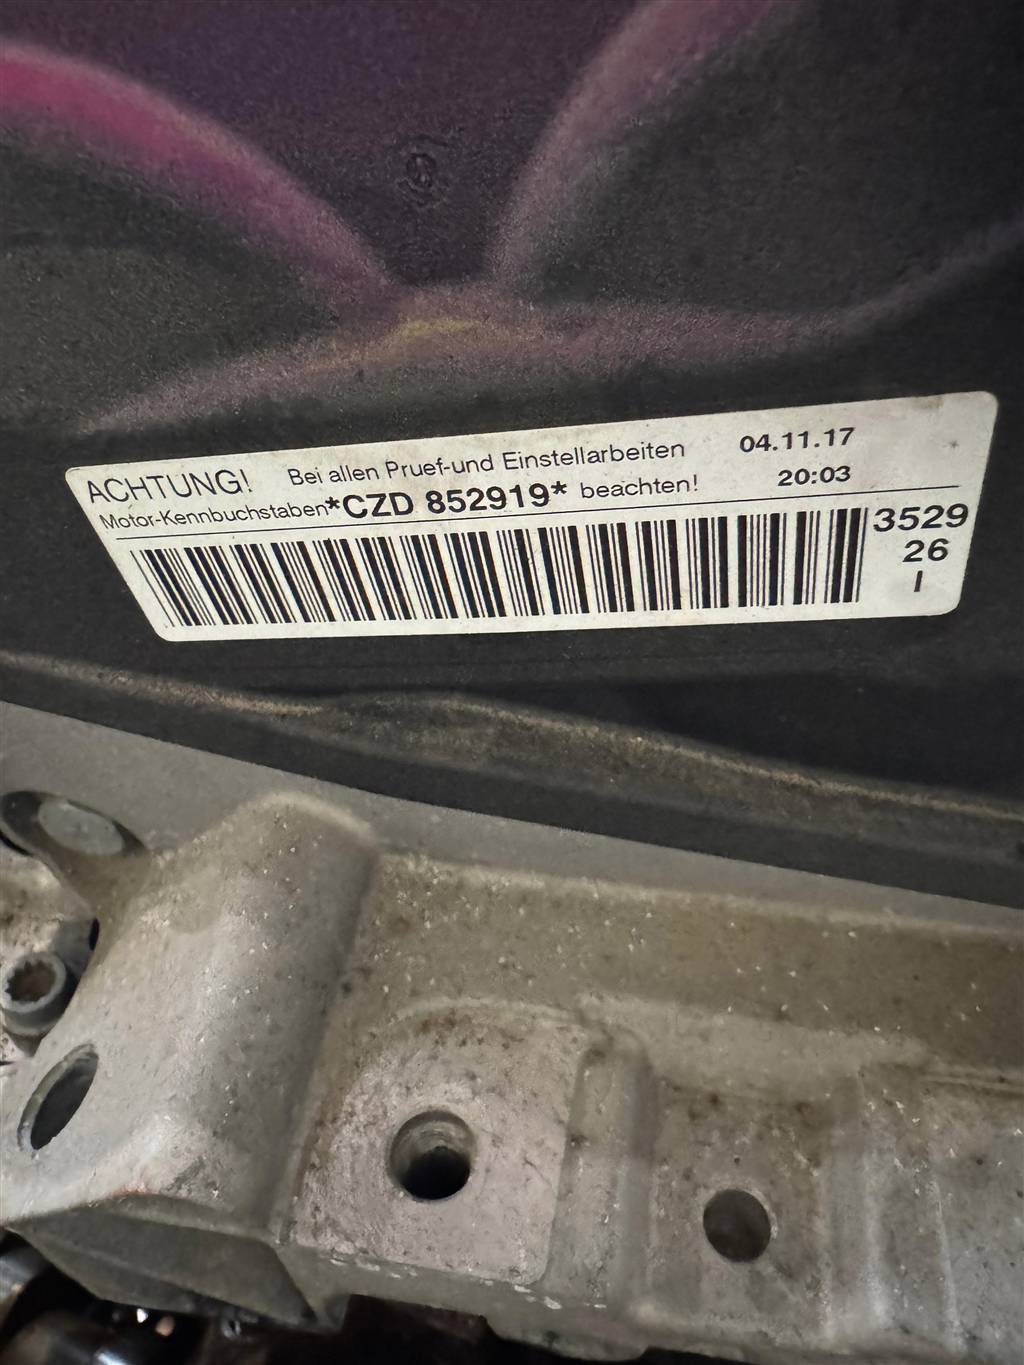 ACHTUNG! Bei allen Pruef-und Einstellarbeiten 04.11.17
Motor-Kennbuchstaben*CZD 852919* beachten! 20:03
3529
26
I